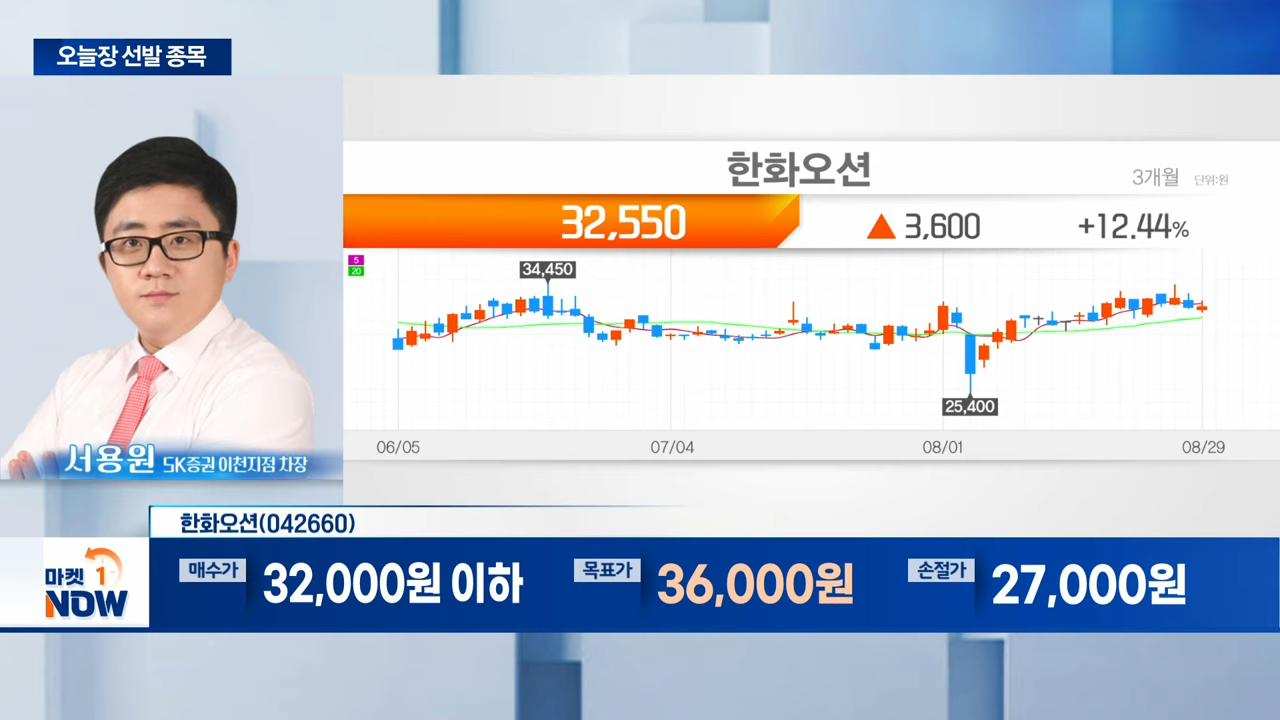 오늘장 선발 종목
한화오션
3개월 단위:원
32,550 ▲ 3,600 +12.44%
5
20
34,450
25,400
06/05 07/04 08/01 08/29
서용원 SK증권 이천지점 차장
한화오션(042660)
마켓 1
NOW
매수가 32,000원 이하 목표가 36,000원 손절가 27,000원